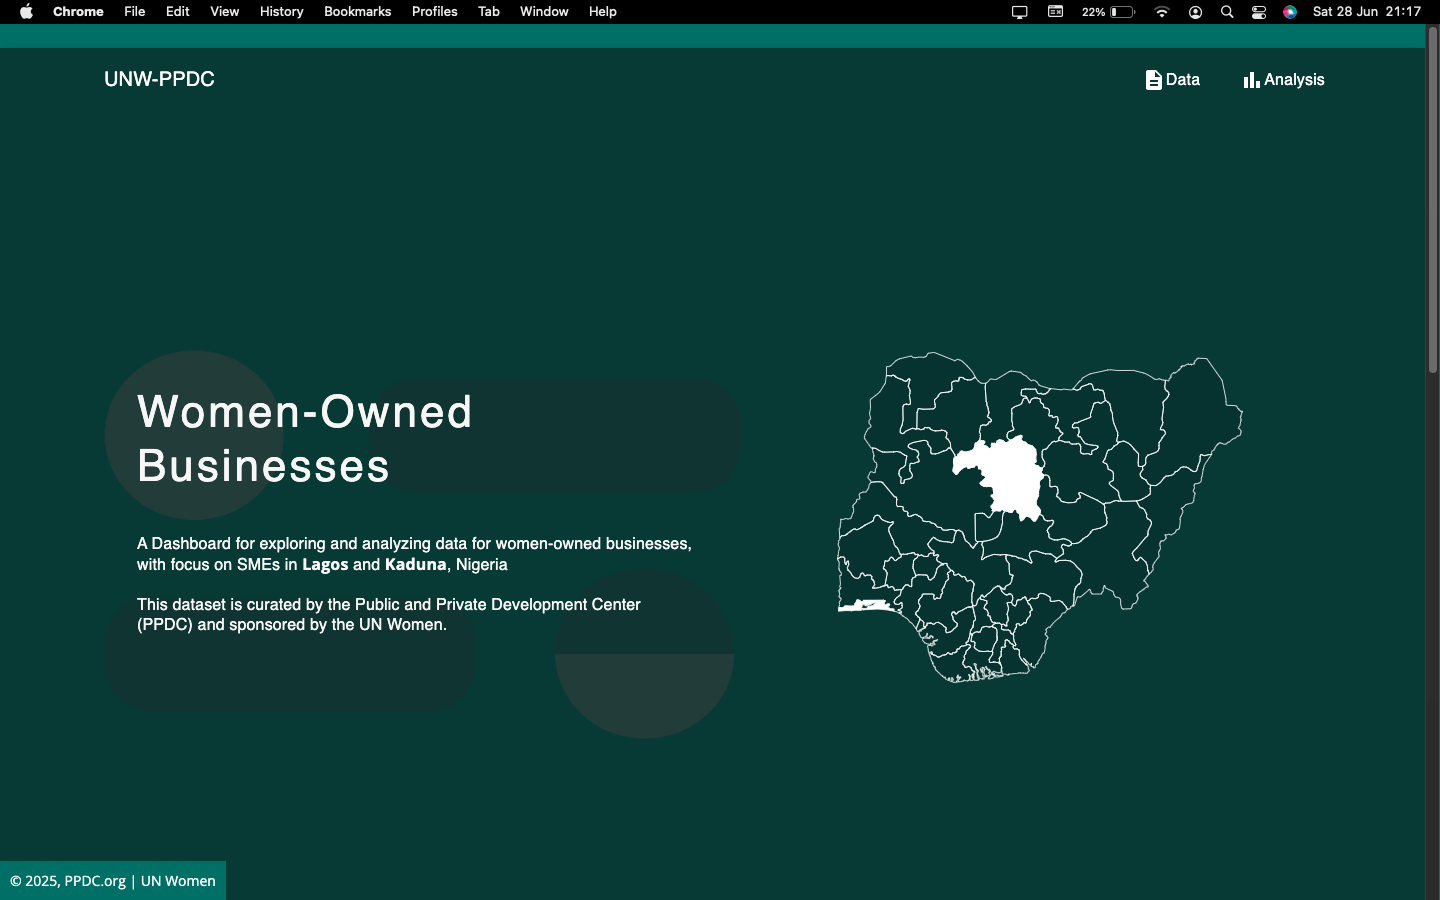 Chrome File Edit View History Bookmarks Profiles Tab Window Help 22% Sat 28 Jun 21:17
UNW-PPDC
Data
Analysis
Women-Owned
Businesses
A Dashboard for exploring and analyzing data for women-owned businesses,
with focus on SMEs in Lagos and Kaduna, Nigeria
This dataset is curated by the Public and Private Development Center
(PPDC) and sponsored by the UN Women.
© 2025, PPDC.org | UN Women